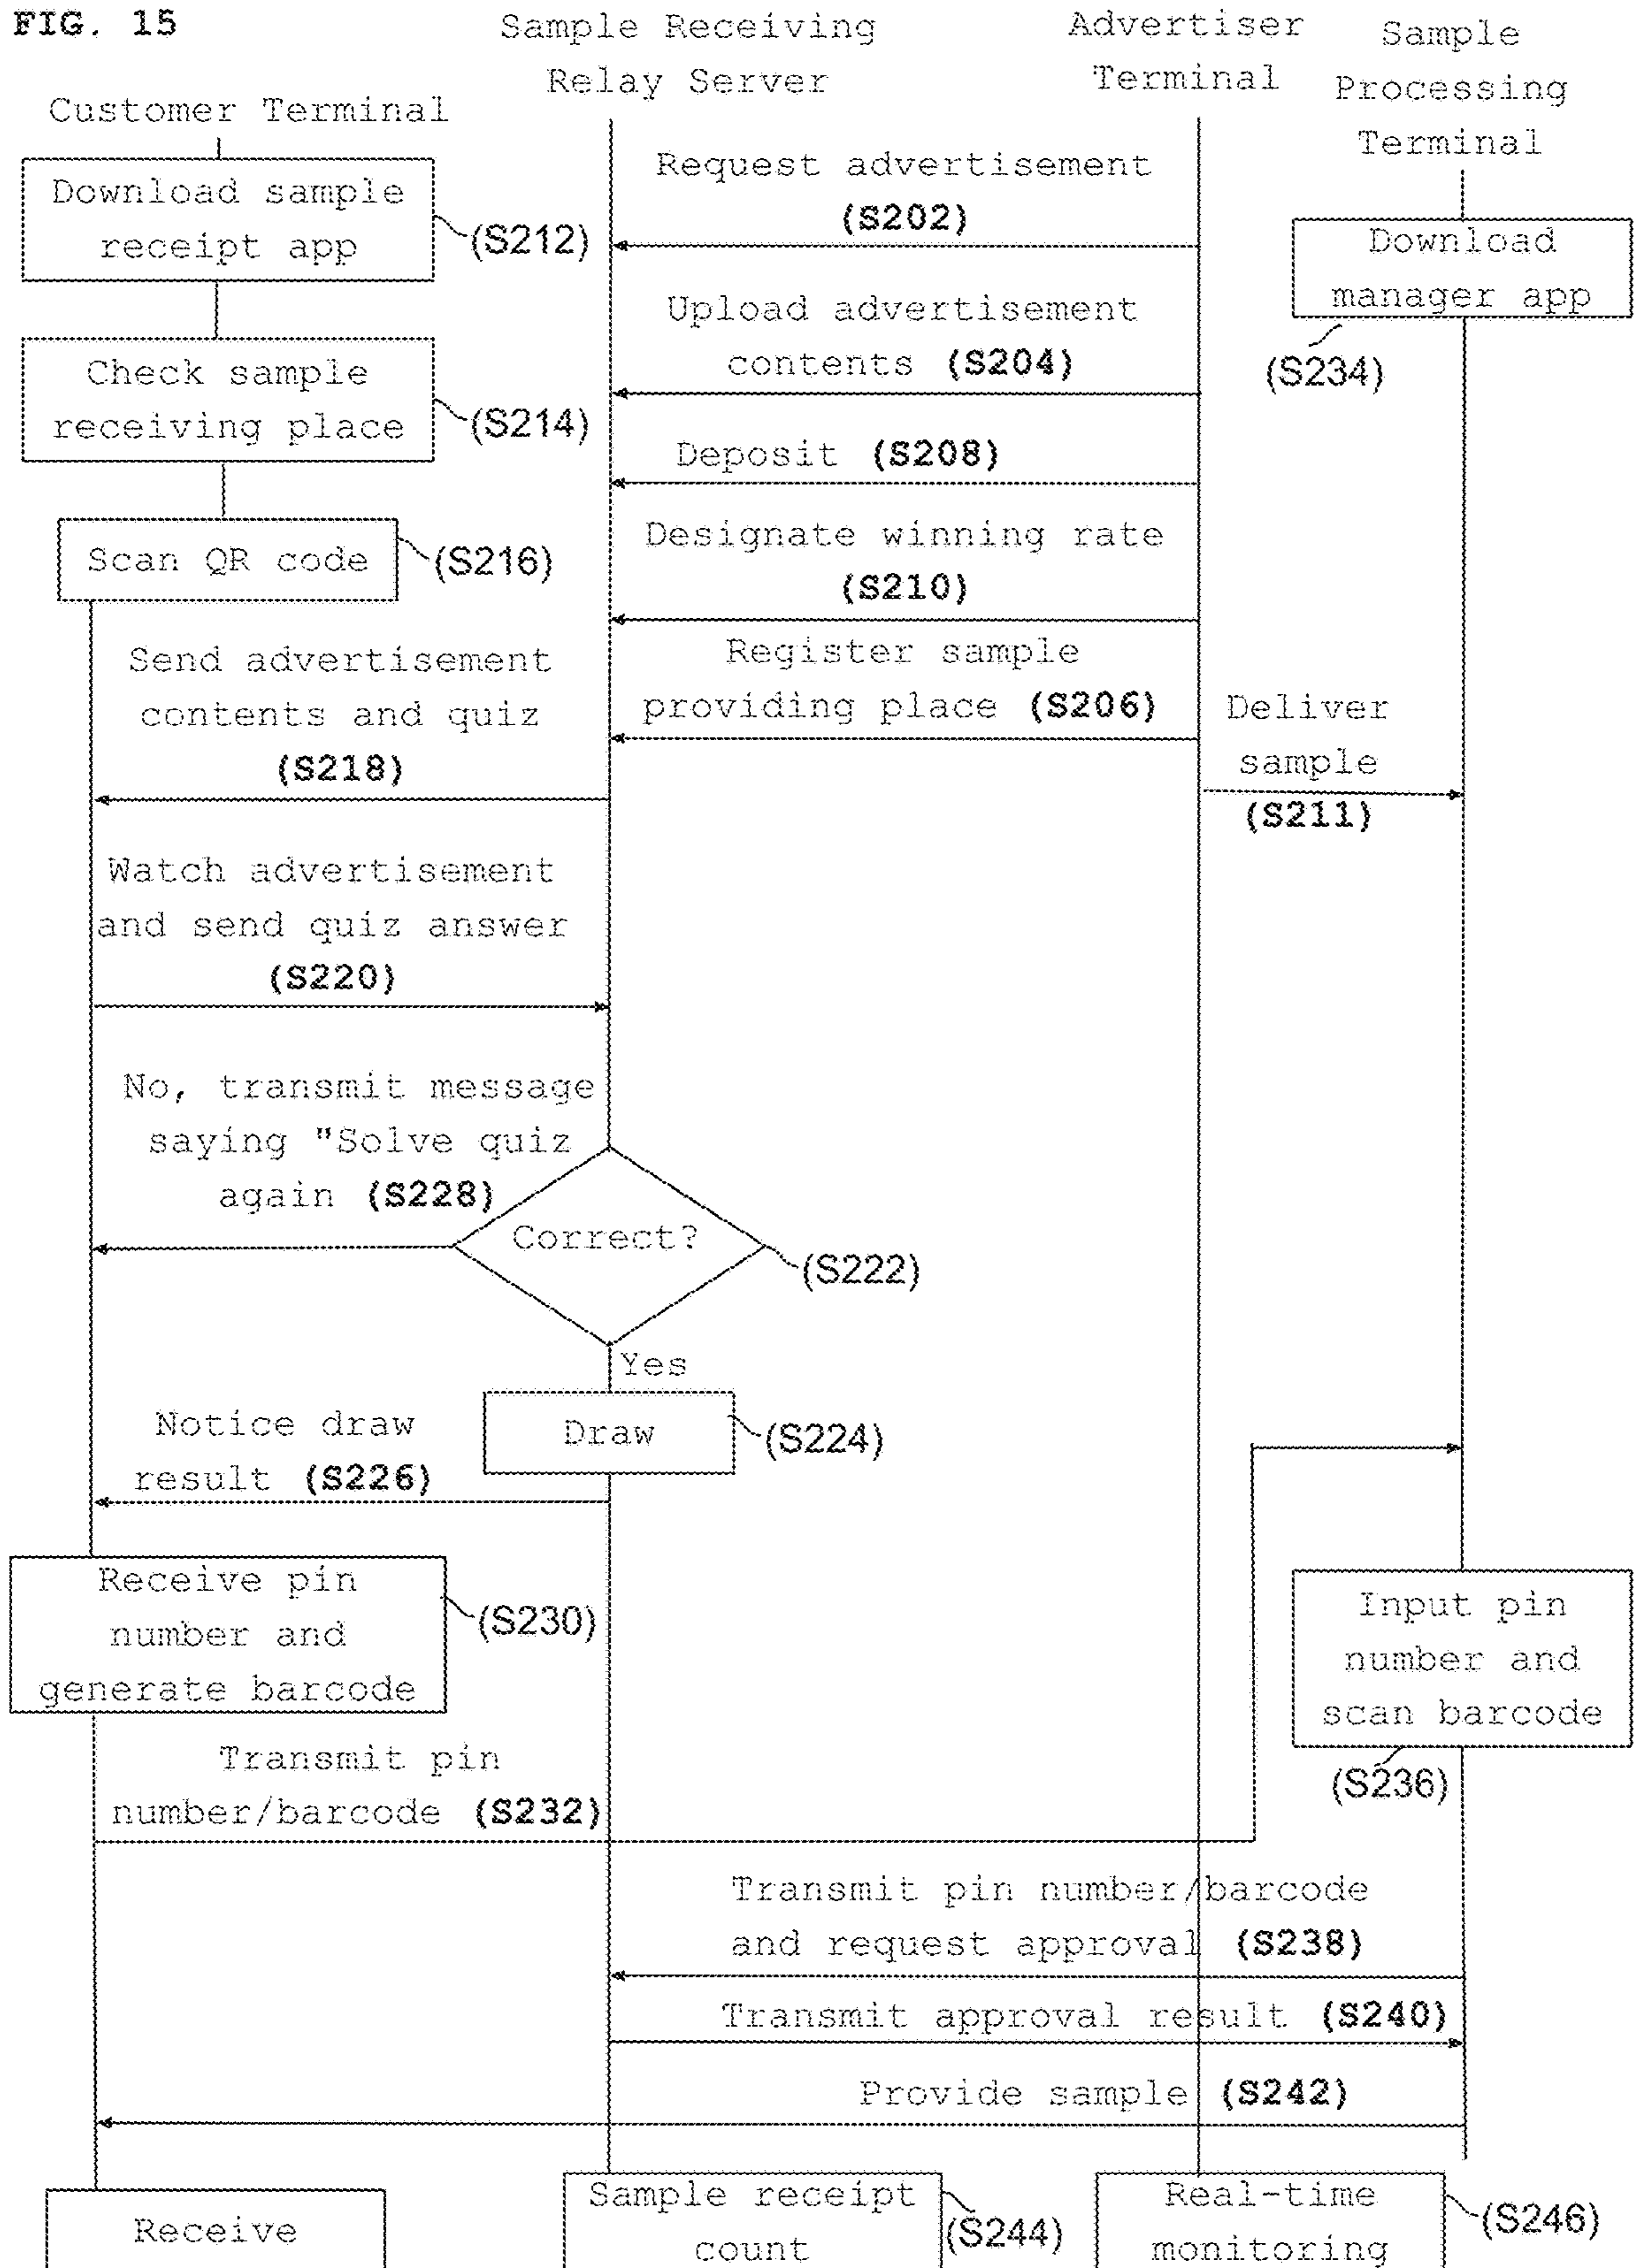 FIG. 15
Sample Receiving
Relay Server
Advertiser
Terminal
Sample
Processing
Terminal
Customer Terminal
Download sample
receipt app
(S212)
Request advertisement
(S202)
Download
manager app
(S234)
Upload advertisement
contents (S204)
Check sample
receiving place
(S214)
Deposit (S208)
Scan QR code
(S216)
Designate winning rate
(S210)
Send advertisement
contents and quiz
(S218)
Register sample
providing place (S206)
Deliver
sample
(S211)
Watch advertisement
and send quiz answer
(S220)
No, transmit message
saying "Solve quiz
again (S228)
Correct?
(S222)
Yes
Draw
(S224)
Notice draw
result (S226)
Receive pin
number and
generate barcode
(S230)
Input pin
number and
scan barcode
(S236)
Transmit pin
number/barcode (S232)
Transmit pin number/barcode
and request approval (S238)
Transmit approval result (S240)
Provide sample (S242)
Receive
Sample receipt
count
(S244)
Real-time
monitoring
(S246)